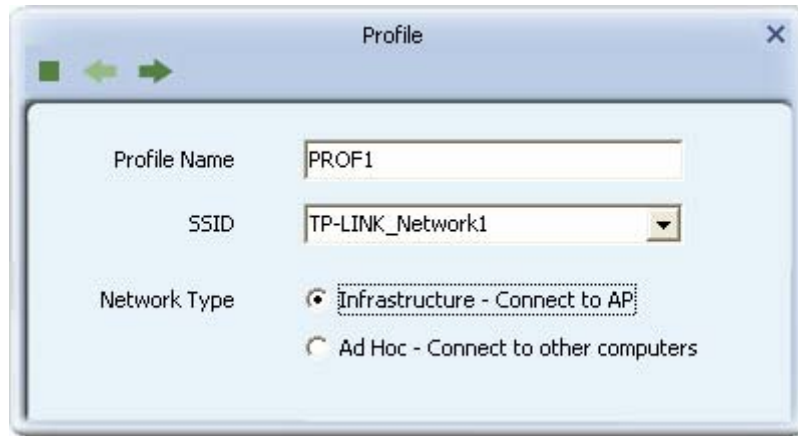 Profile
Profile Name PROF1
SSID TP-LINK_Network1
Network Type Infrastructure - Connect to AP
Ad Hoc - Connect to other computers